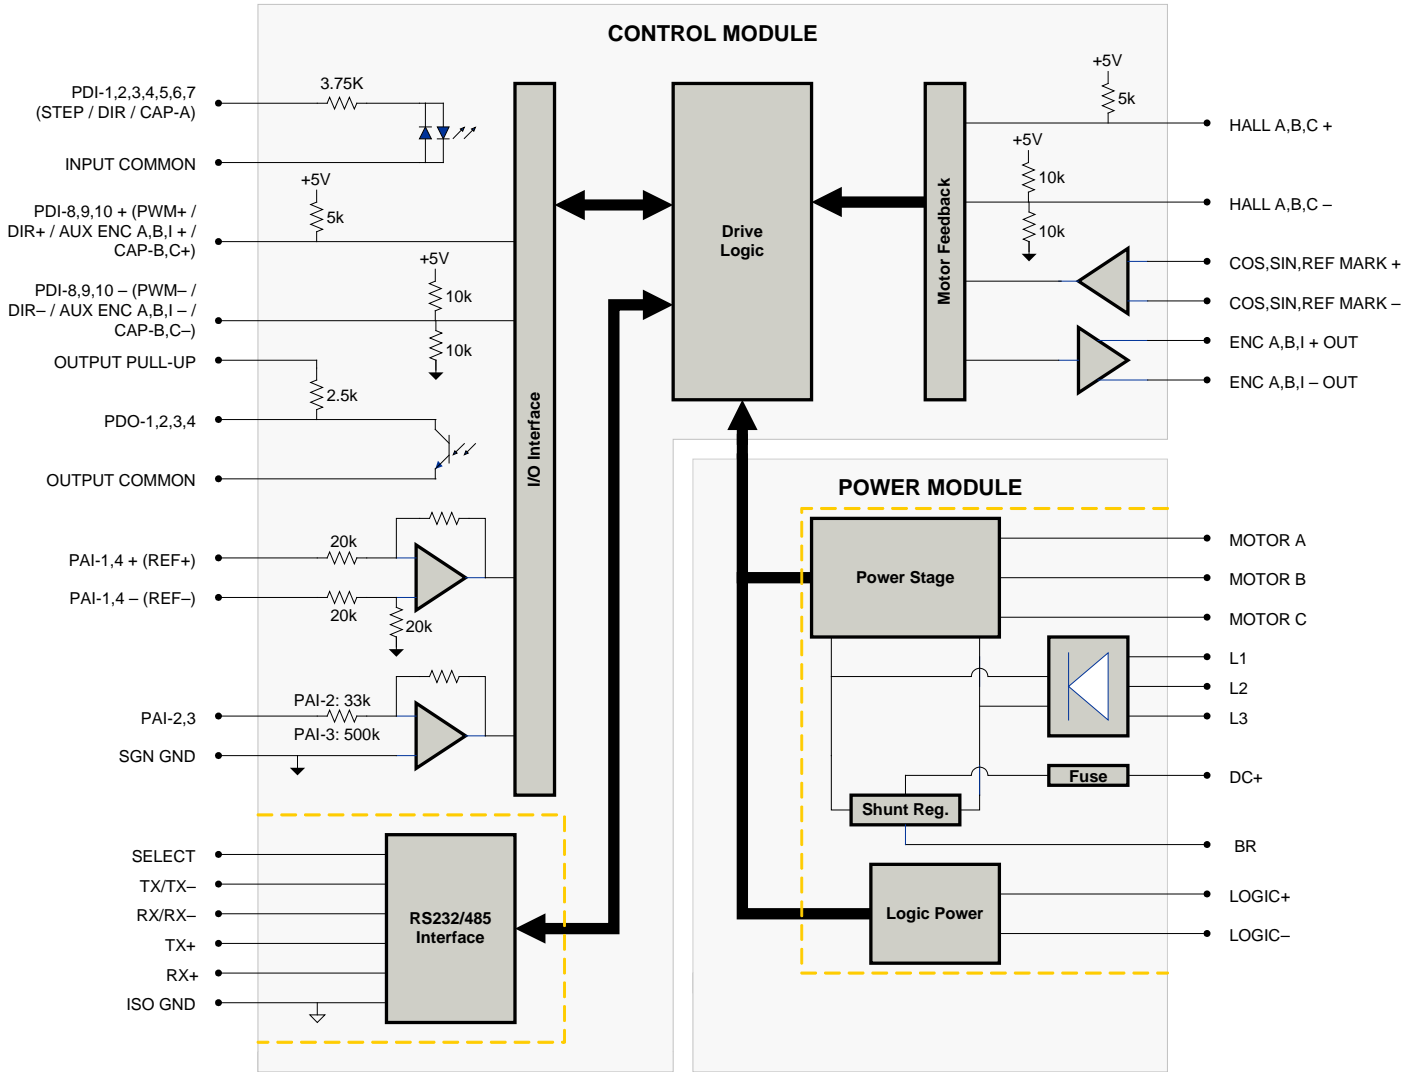 CONTROL MODULE
PDI-1,2,3,4,5,6,7
(STEP / DIR / CAP-A)
3.75K
INPUT COMMON
+5V
5k
PDI-8,9,10 + (PWM+ /
DIR+ / AUX ENC A,B,I + /
CAP-B,C+)
+5V
10k
10k
PDI-8,9,10 – (PWM– /
DIR– / AUX ENC A,B,I – /
CAP-B,C–)
OUTPUT PULL-UP
2.5k
PDO-1,2,3,4
OUTPUT COMMON
PAI-1,4 + (REF+)
20k
PAI-1,4 – (REF–)
20k
20k
PAI-2: 33k
PAI-3: 500k
PAI-2,3
SGN GND
I/O Interface
SELECT
TX/TX–
RX/RX–
TX+
RX+
ISO GND
RS232/485
Interface
Drive
Logic
Motor Feedback
+5V
5k
HALL A,B,C +
+5V
10k
10k
HALL A,B,C –
COS,SIN,REF MARK +
COS,SIN,REF MARK –
ENC A,B,I + OUT
ENC A,B,I – OUT
POWER MODULE
Power Stage
MOTOR A
MOTOR B
MOTOR C
L1
L2
L3
Fuse
DC+
Shunt Reg.
BR
Logic Power
LOGIC+
LOGIC–